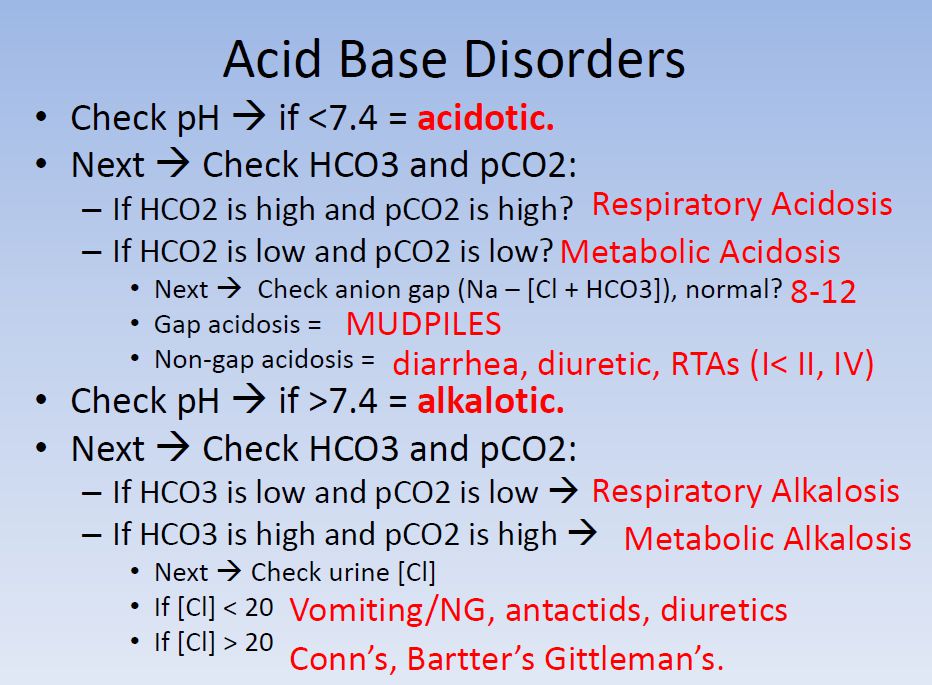 Acid Base Disorders
• Check pH → if <7.4 = acidotic.
• Next → Check HCO3 and pCO2:
– If HCO2 is high and pCO2 is high? Respiratory Acidosis
– If HCO2 is low and pCO2 is low? Metabolic Acidosis
• Next → Check anion gap (Na – [Cl + HCO3]), normal? 8-12
• Gap acidosis = MUDPILES
• Non-gap acidosis = diarrhea, diuretic, RTAs (I< II, IV)
• Check pH → if >7.4 = alkalotic.
• Next → Check HCO3 and pCO2:
– If HCO3 is low and pCO2 is low → Respiratory Alkalosis
– If HCO3 is high and pCO2 is high → Metabolic Alkalosis
• Next → Check urine [Cl]
• If [Cl] < 20 Vomiting/NG, antactids, diuretics
• If [Cl] > 20 Conn’s, Bartter’s Gittleman’s.